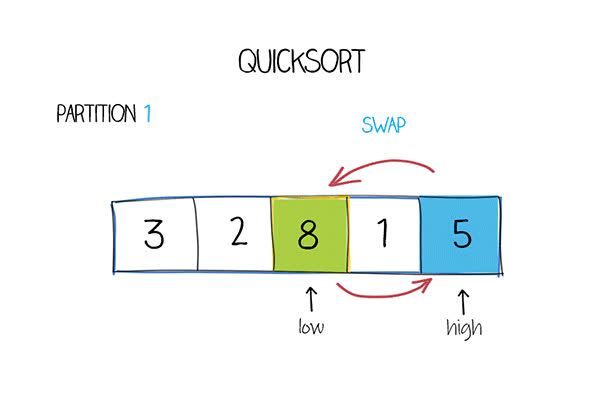 QUICKSORT
PARTITION 1
SWAP
3 2 8 1 5
low high